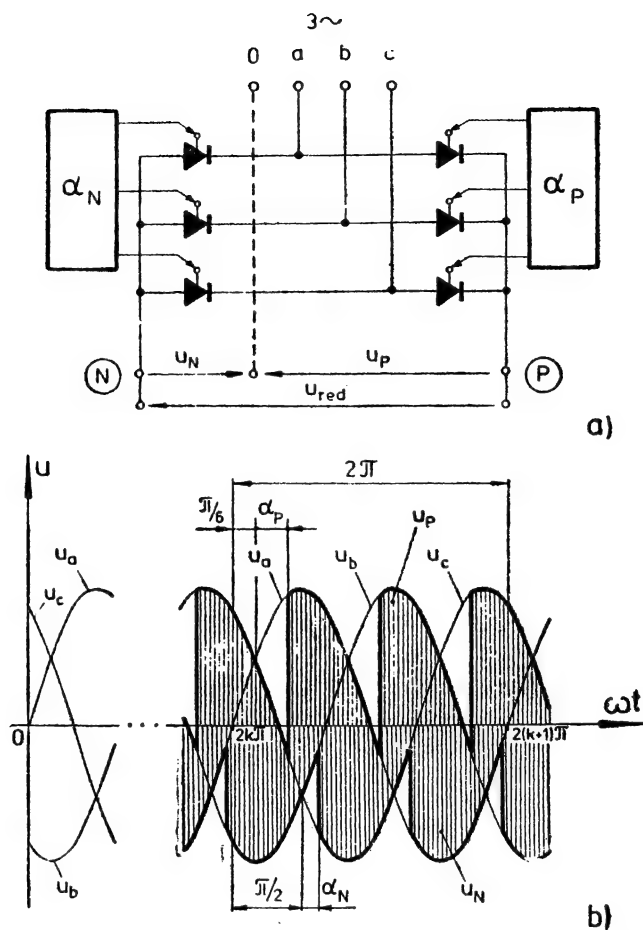 3~
0 a b c
α_N α_P
u_N u_P
N P
u_red
a)
u 2π
π/6 α_P
u_a u_a u_b u_P u_c
u_c
ωt
0 2kπ 2(k+1)π
u_b π/2 α_N u_N
b)